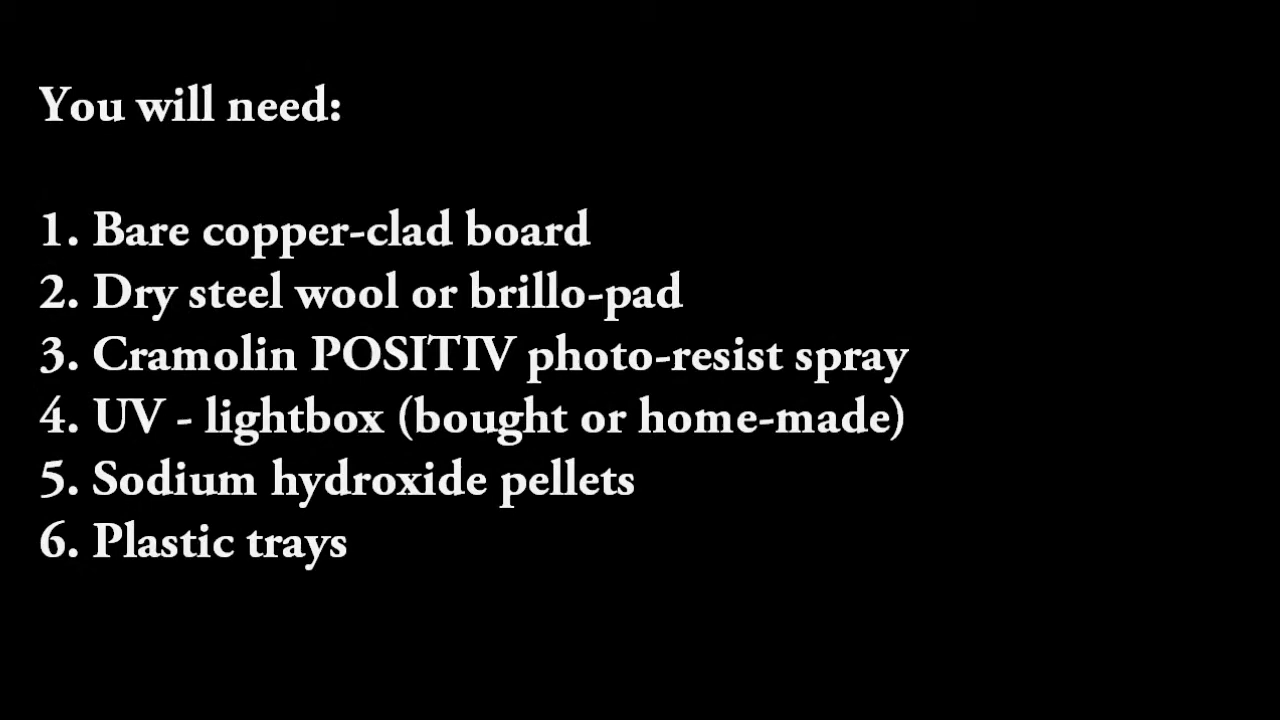 You will need:
1. Bare copper-clad board
2. Dry steel wool or brillo-pad
3. Cramolin POSITIV photo-resist spray
4. UV - lightbox (bought or home-made)
5. Sodium hydroxide pellets
6. Plastic trays